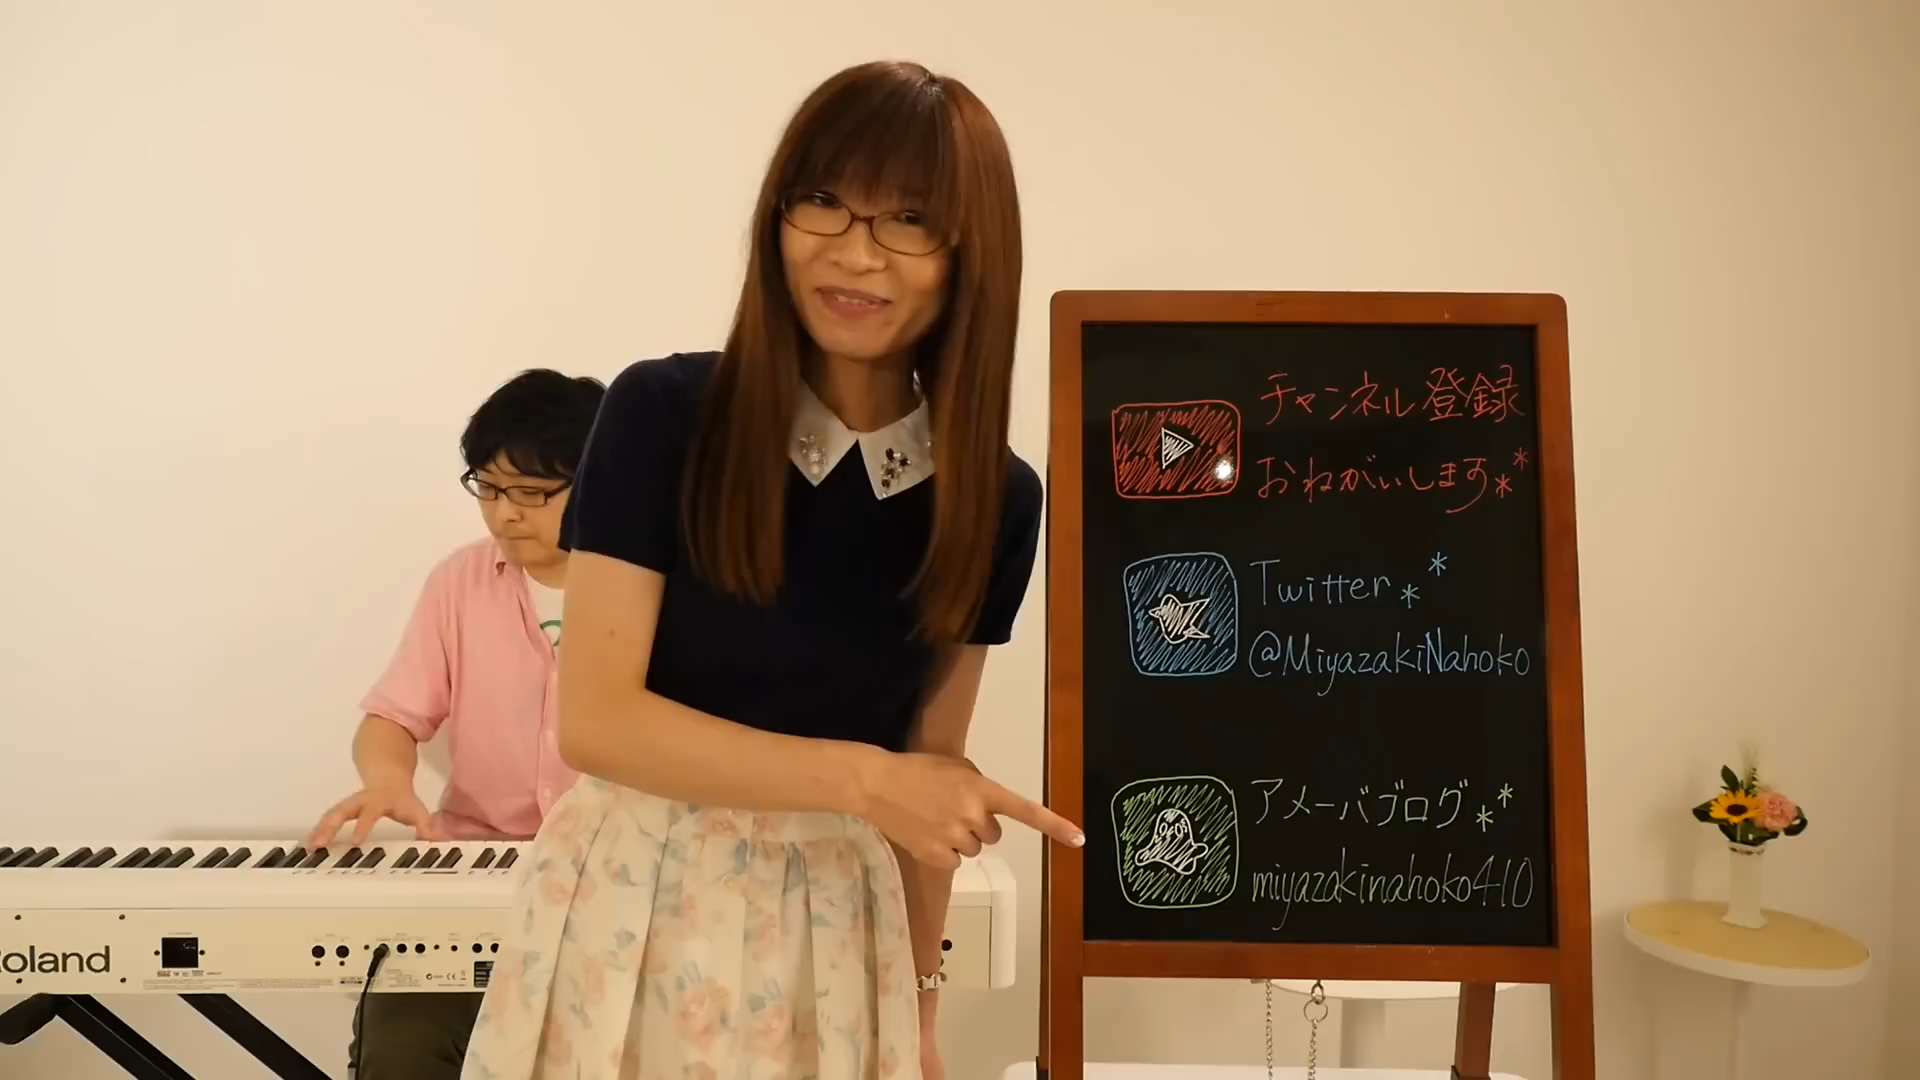 チャンネル登録
おねがいします**
Twitter**
@MiyazakiNahoko
アメーバブログ**
miyazakinahoko410
Roland